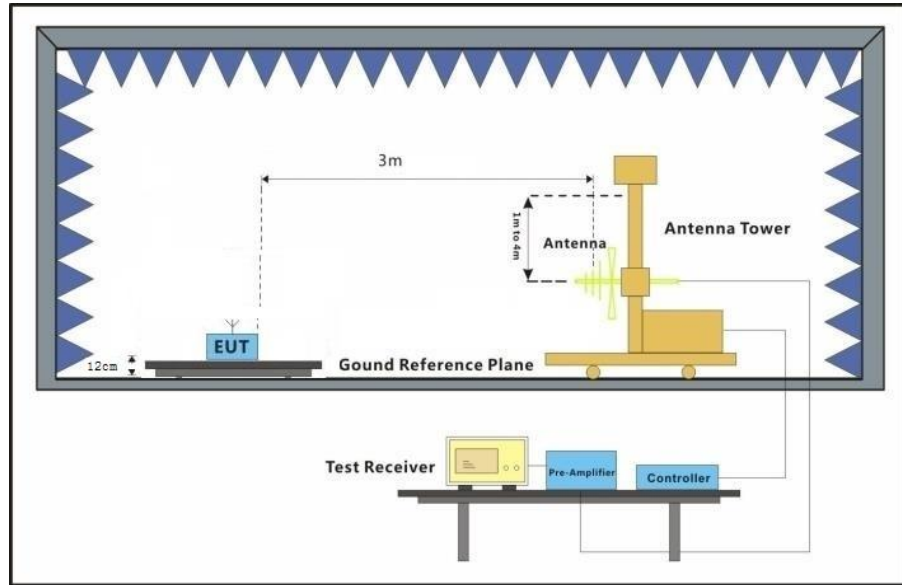 3m
1m to 4m
Antenna
Antenna Tower
EUT
12cm
Gound Reference Plane
Test Receiver
Pre-Amplifier
Controller